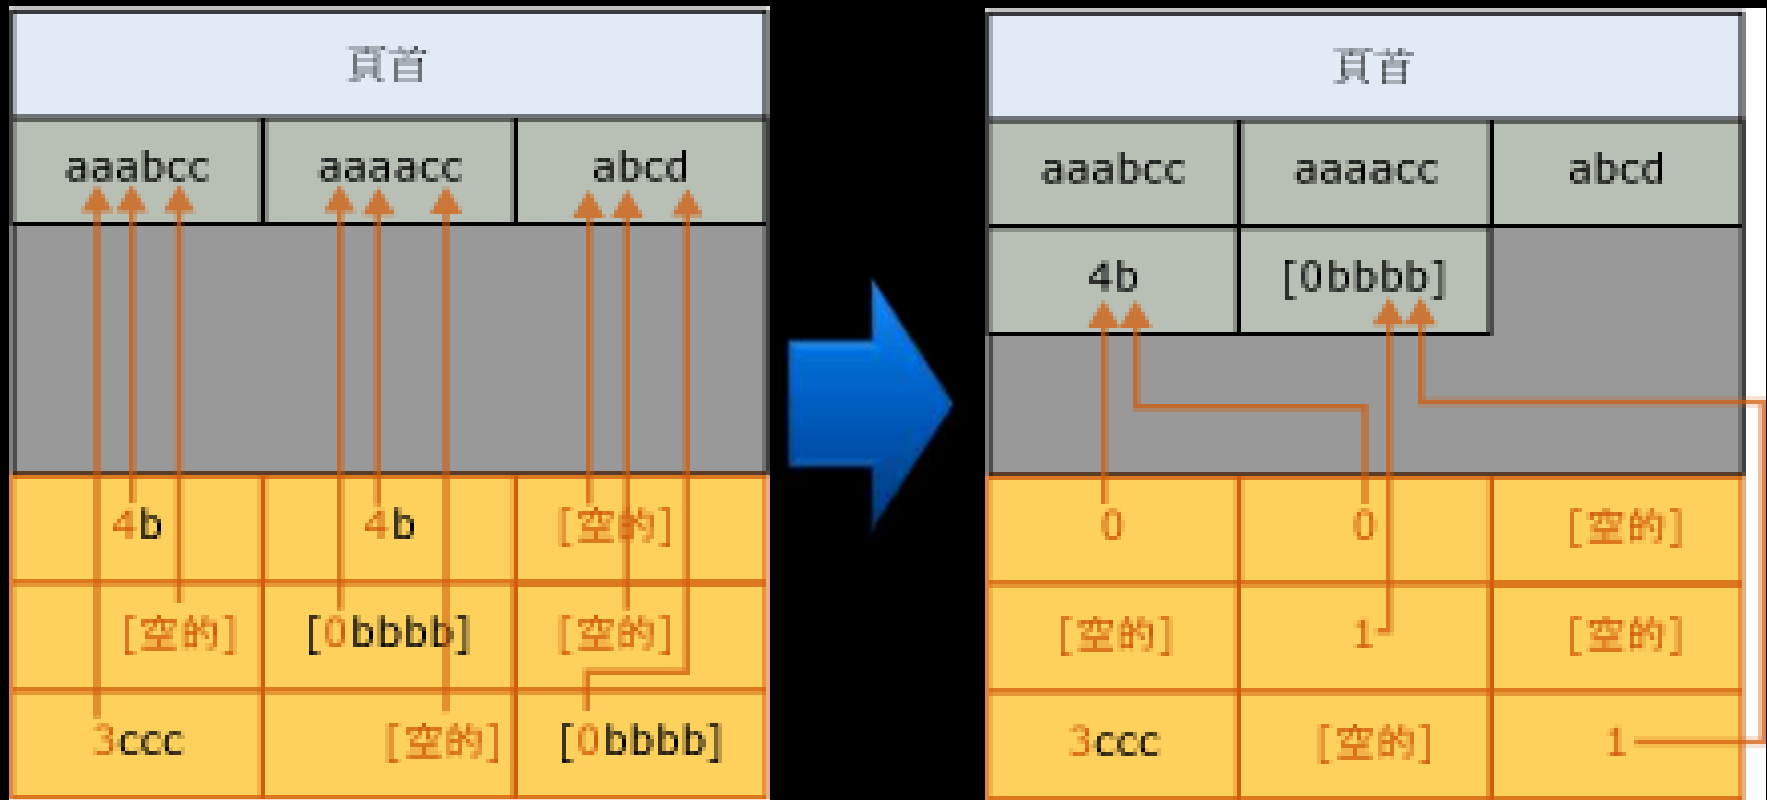 頁首
aaabcc aaaacc abcd
4b 4b [空的]
[空的] [0bbbb] [空的]
3ccc [空的] [0bbbb]
頁首
aaabcc aaaacc abcd
4b [0bbbb]
0 0 [空的]
[空的] 1 [空的]
3ccc [空的] 1